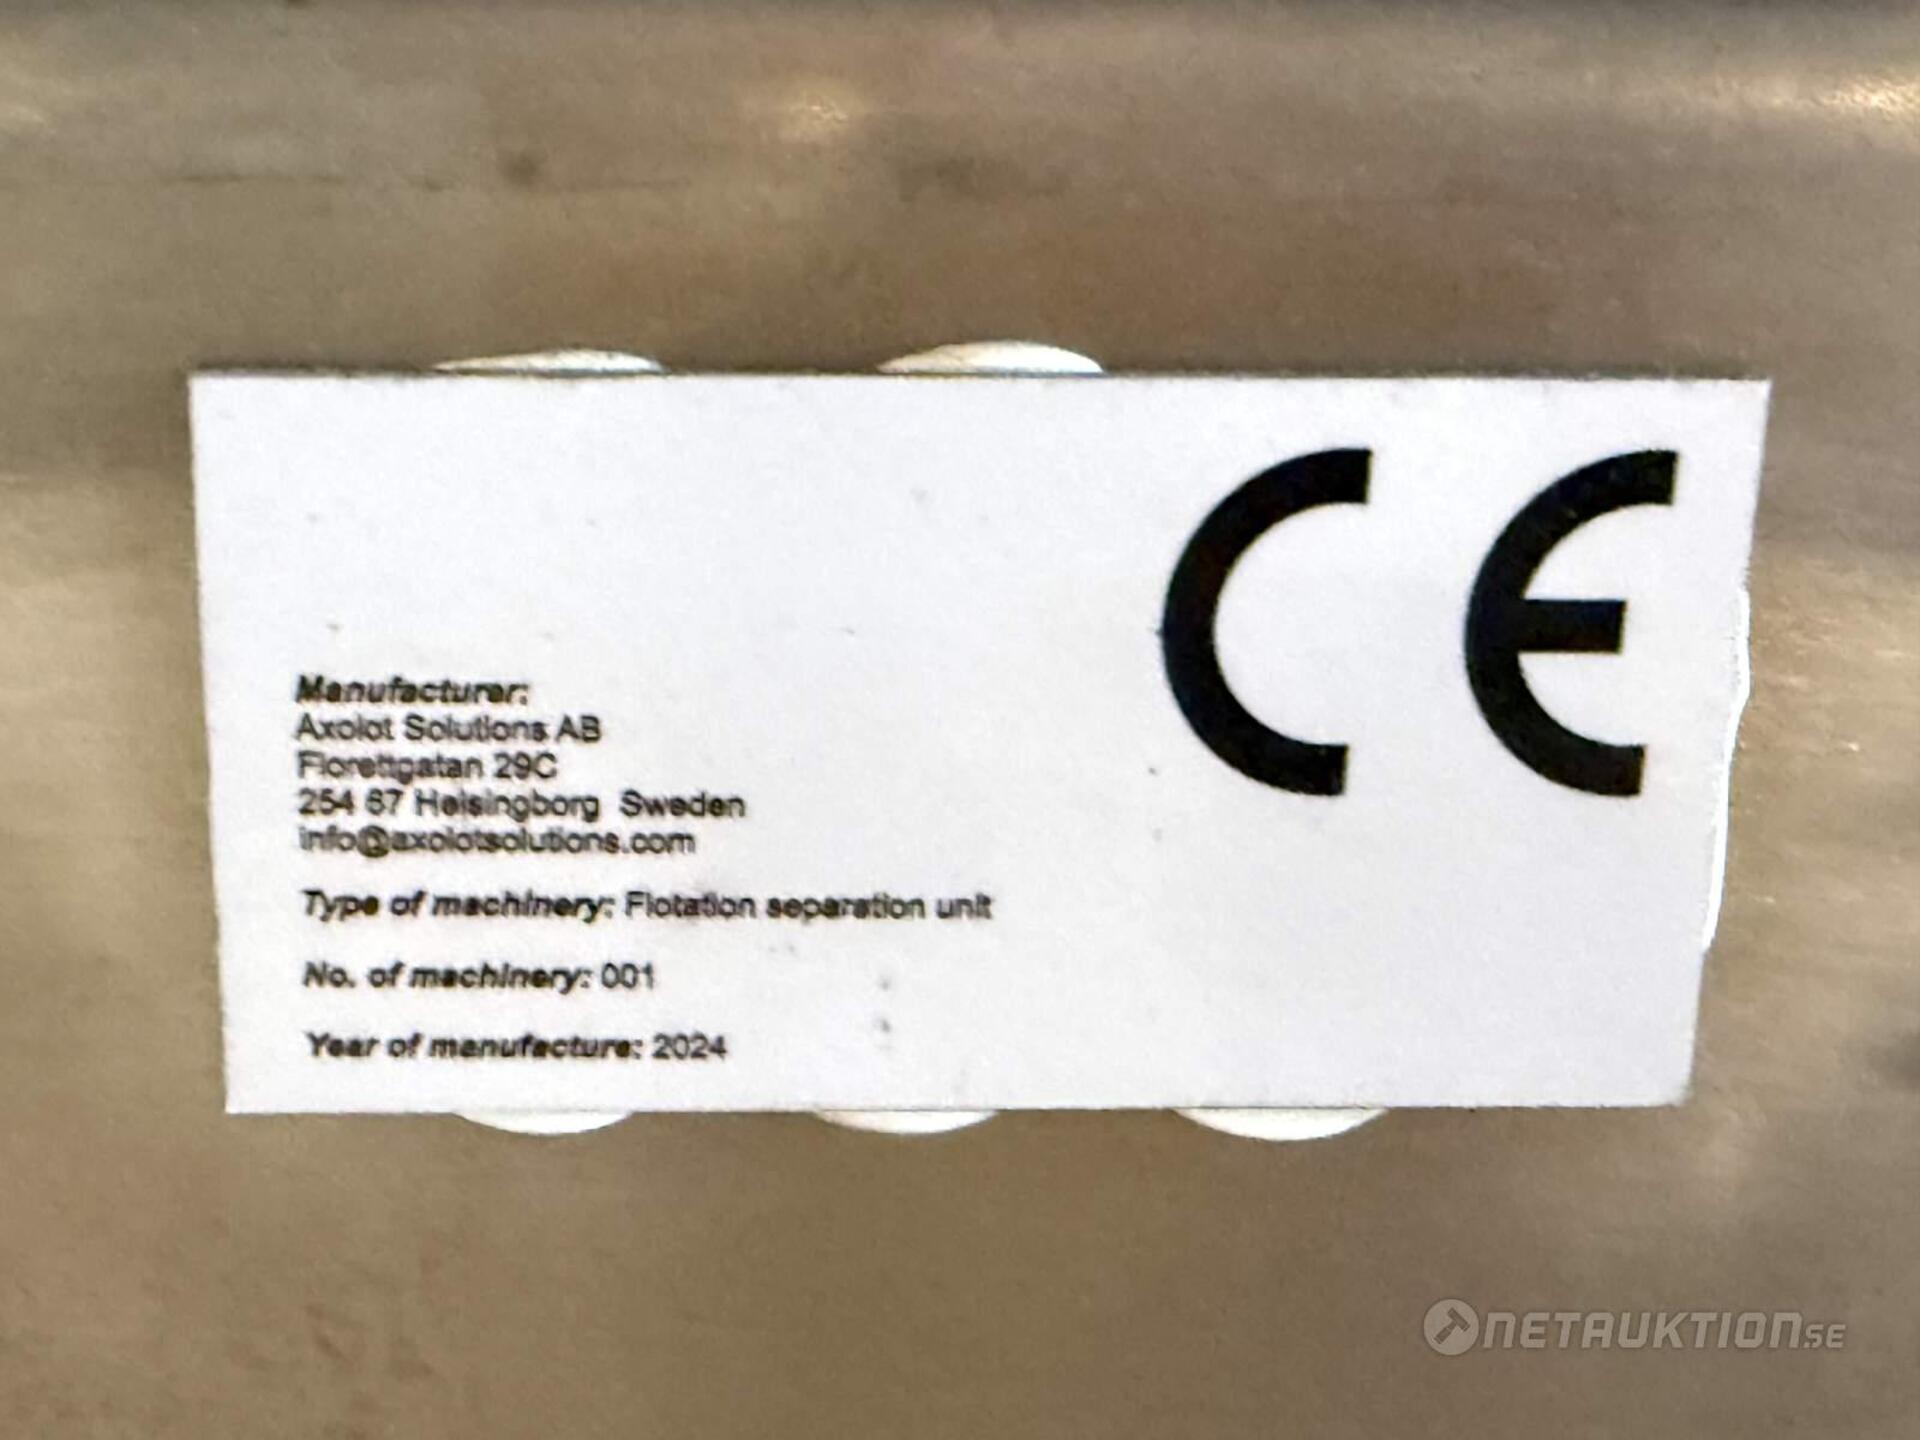 CE
Manufacturer:
Axolot Solutions AB
Florettgatan 29C
254 67 Helsingborg Sweden
info@axolotsolutions.com
Type of machinery: Flotation separation unit
No. of machinery: 001
Year of manufacture: 2024
NETAUKTION.SE